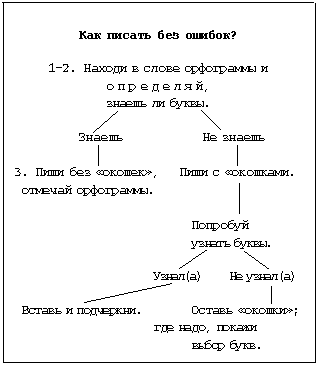 Как писать без ошибок?
1-2. Находи в слове орфограммы и
о п р е д е л я й,
знаешь ли буквы.
Знаешь Не знаешь
3. Пиши без «окошек», Пиши с «окошками.
отмечай орфограммы.
Попробуй
узнать буквы.
Узнал(а) Не узнал(а)
Вставь и подчеркни. Оставь «окошки»;
где надо, покажи
выбор букв.